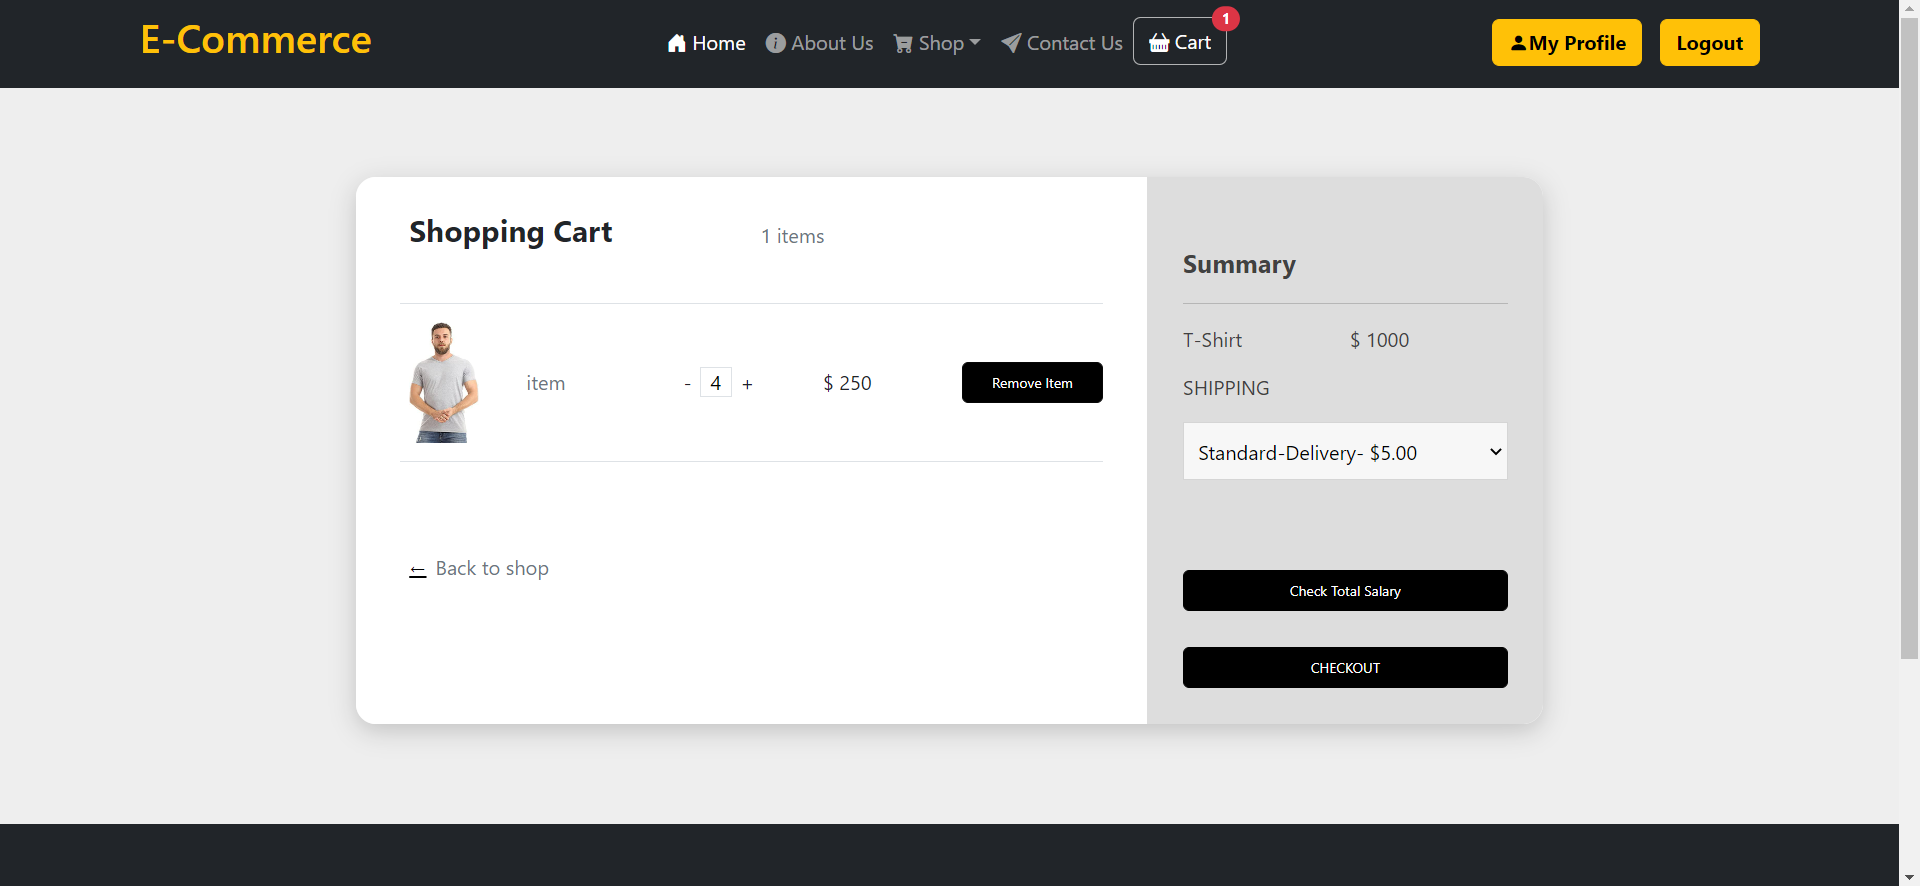 E-Commerce
Home
About Us
Shop
Contact Us
Cart
1
My Profile
Logout
Shopping Cart
1 items
item
- 4 +
$ 250
Remove Item
← Back to shop
Summary
T-Shirt $ 1000
SHIPPING
Standard-Delivery- $5.00
Check Total Salary
CHECKOUT